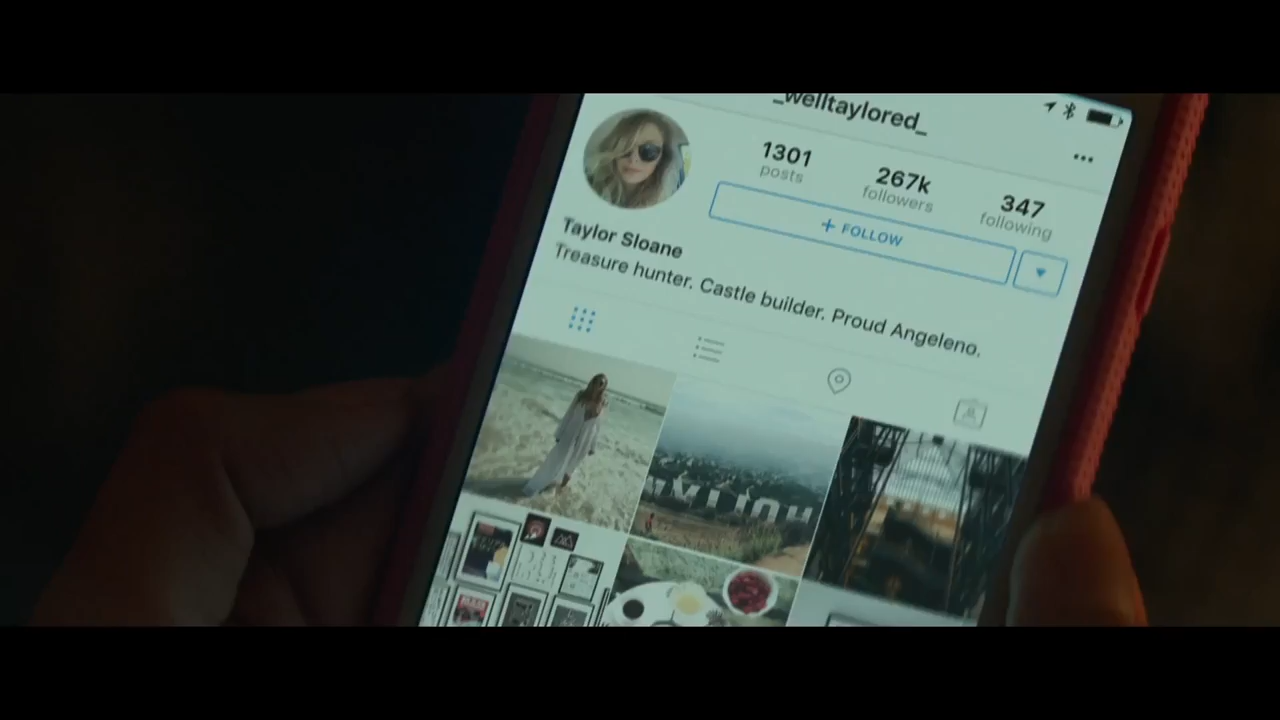 _welltaylored_
1301
posts
267k
followers
347
following
+ FOLLOW
Taylor Sloane
Treasure hunter. Castle builder. Proud Angeleno.